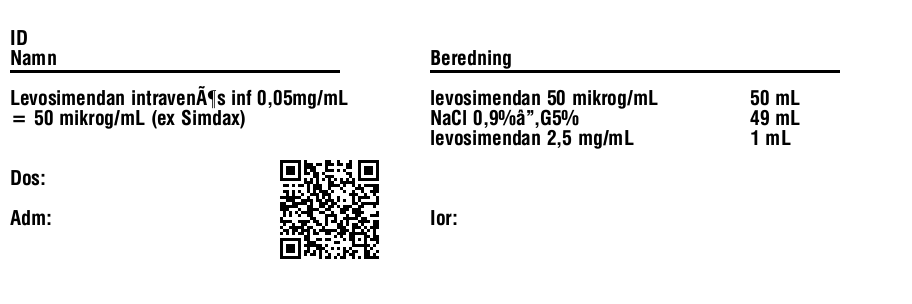 ID
Namn
Levosimendan intravenÃ¶s inf 0,05mg/mL
= 50 mikrog/mL (ex Simdax)
Dos:
Adm:
Beredning
levosimendan 50 mikrog/mL 50 mL
NaCl 0,9%â”‚G5% 49 mL
levosimendan 2,5 mg/mL 1 mL
Ior: